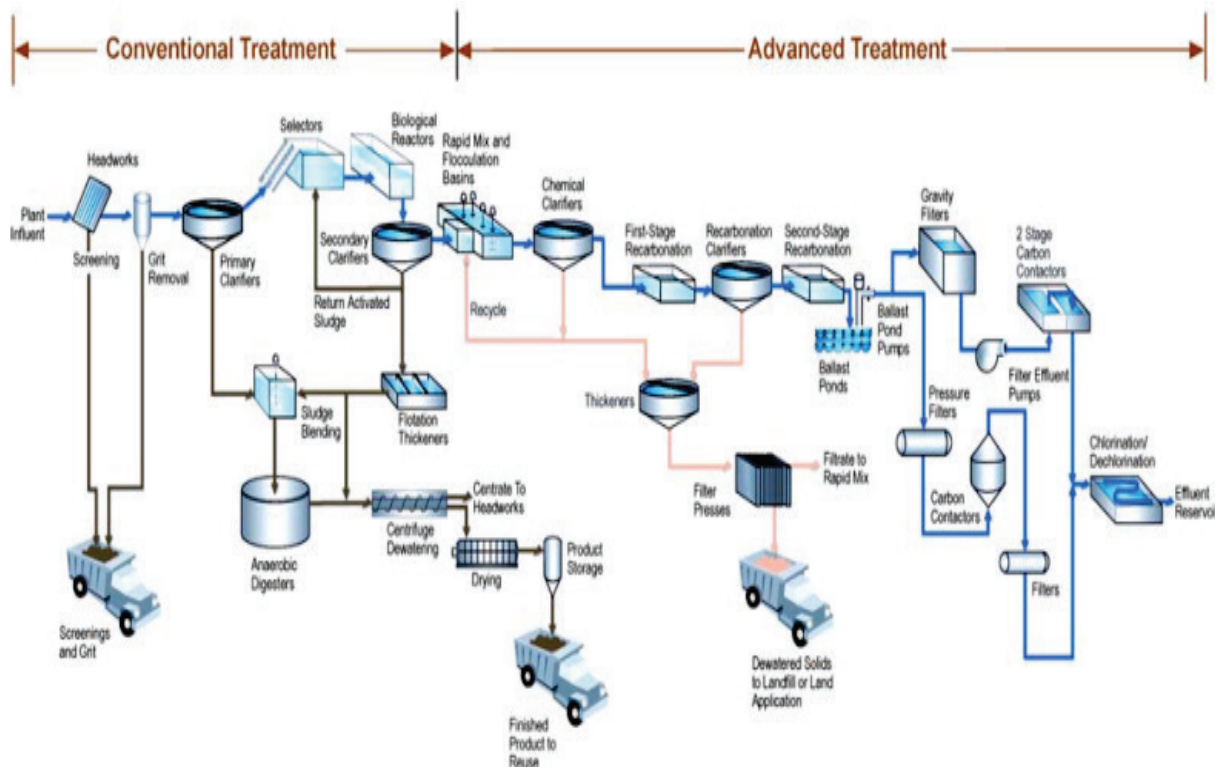 Conventional Treatment
Advanced Treatment
Headworks
Plant
Influent
Screening
Grit
Removal
Primary
Clarifiers
Selectors
Biological
Reactors
Secondary
Clarifiers
Return Activated
Sludge
Rapid Mix and
Flocculation
Basins
Recycle
Chemical
Clarifiers
First-Stage
Recarbonation
Recarbonation
Clarifiers
Second-Stage
Recarbonation
Ballast
Pond
Pumps
Ballast
Ponds
Gravity
Filters
2 Stage
Carbon
Contactors
Filter Effluent
Pumps
Pressure
Filters
Carbon
Contactors
Filters
Chlorination/
Dechlorination
Effluent
Reservoi
Sludge
Blending
Flotation
Thickeners
Thickeners
Anaerobic
Digesters
Centrifuge
Dewatering
Centrate To
Headworks
Drying
Product
Storage
Filter
Presses
Filtrate to
Rapid Mix
Screenings
and Grit
Finished
Product to
Reuse
Dewatered Solids
to Landfill or Land
Application